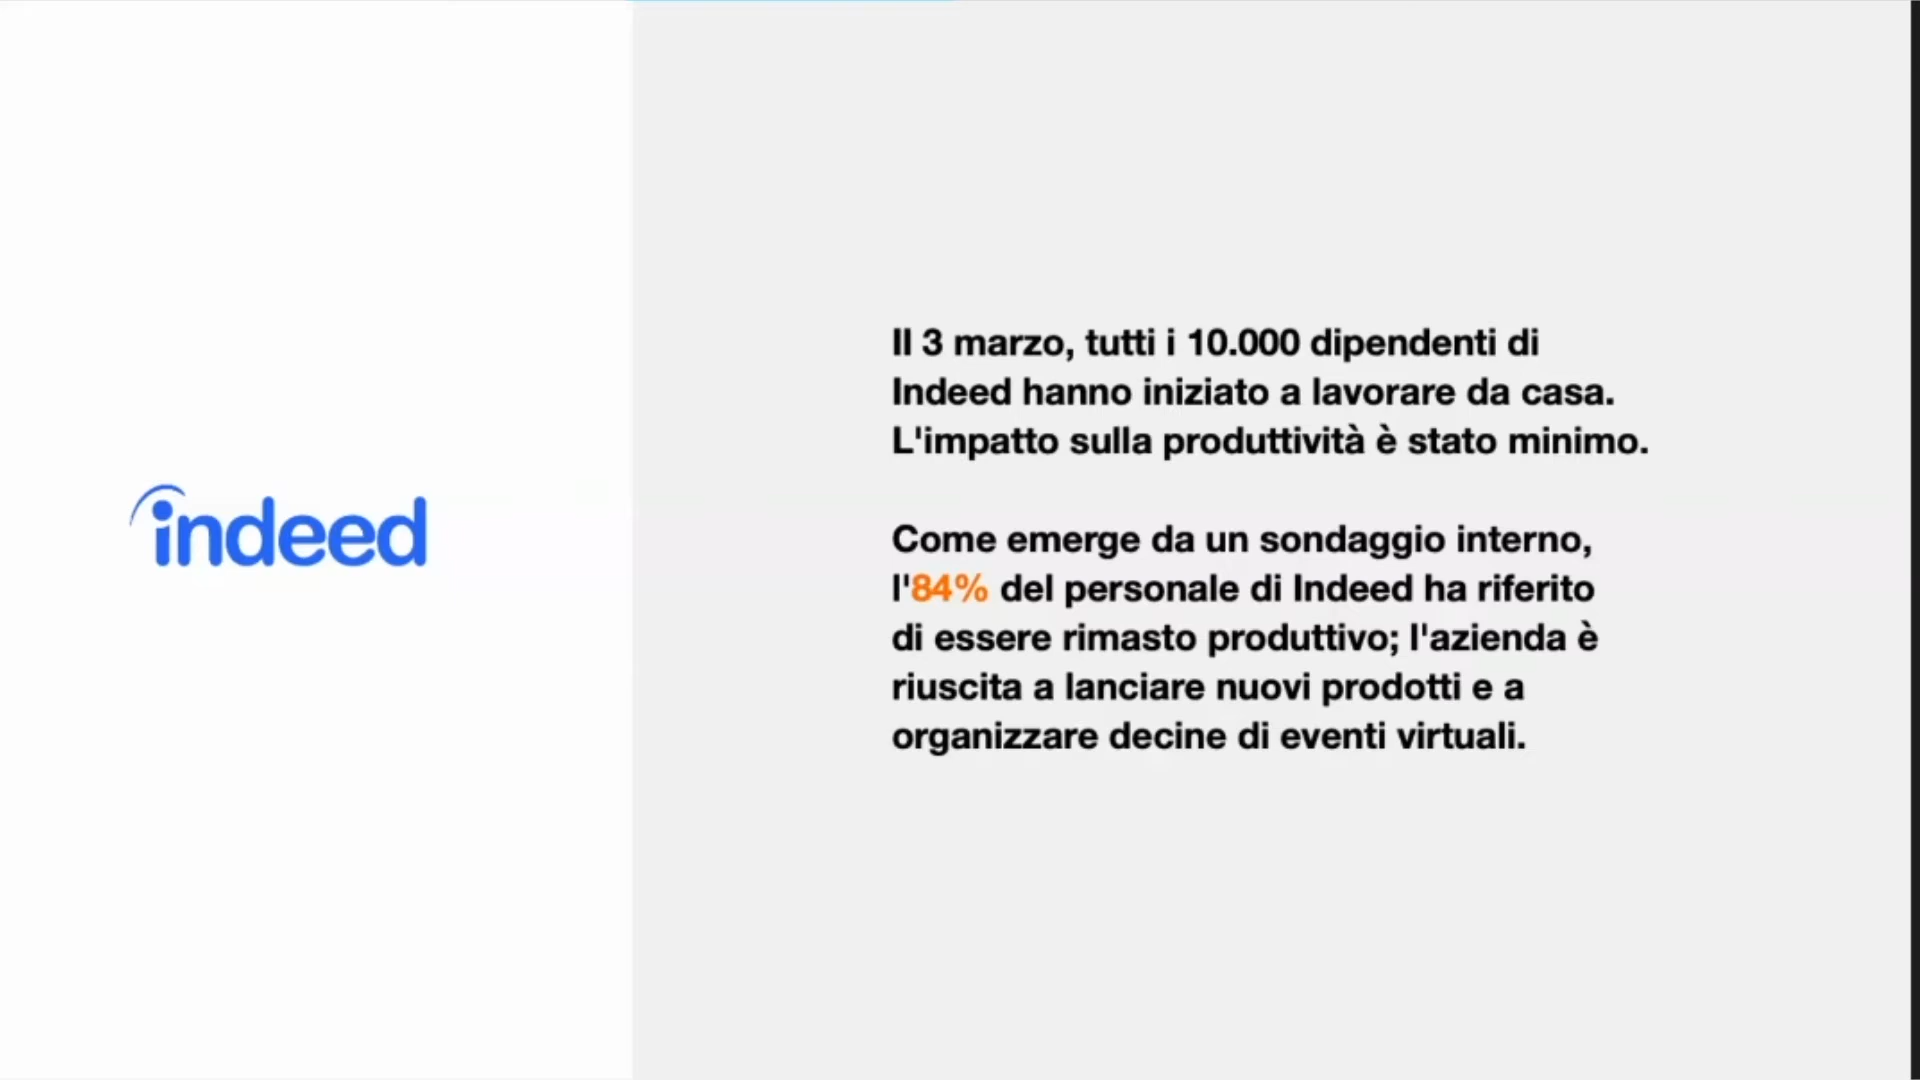 indeed
Il 3 marzo, tutti i 10.000 dipendenti di
Indeed hanno iniziato a lavorare da casa.
L'impatto sulla produttività è stato minimo.
Come emerge da un sondaggio interno,
l'84% del personale di Indeed ha riferito
di essere rimasto produttivo; l'azienda è
riuscita a lanciare nuovi prodotti e a
organizzare decine di eventi virtuali.